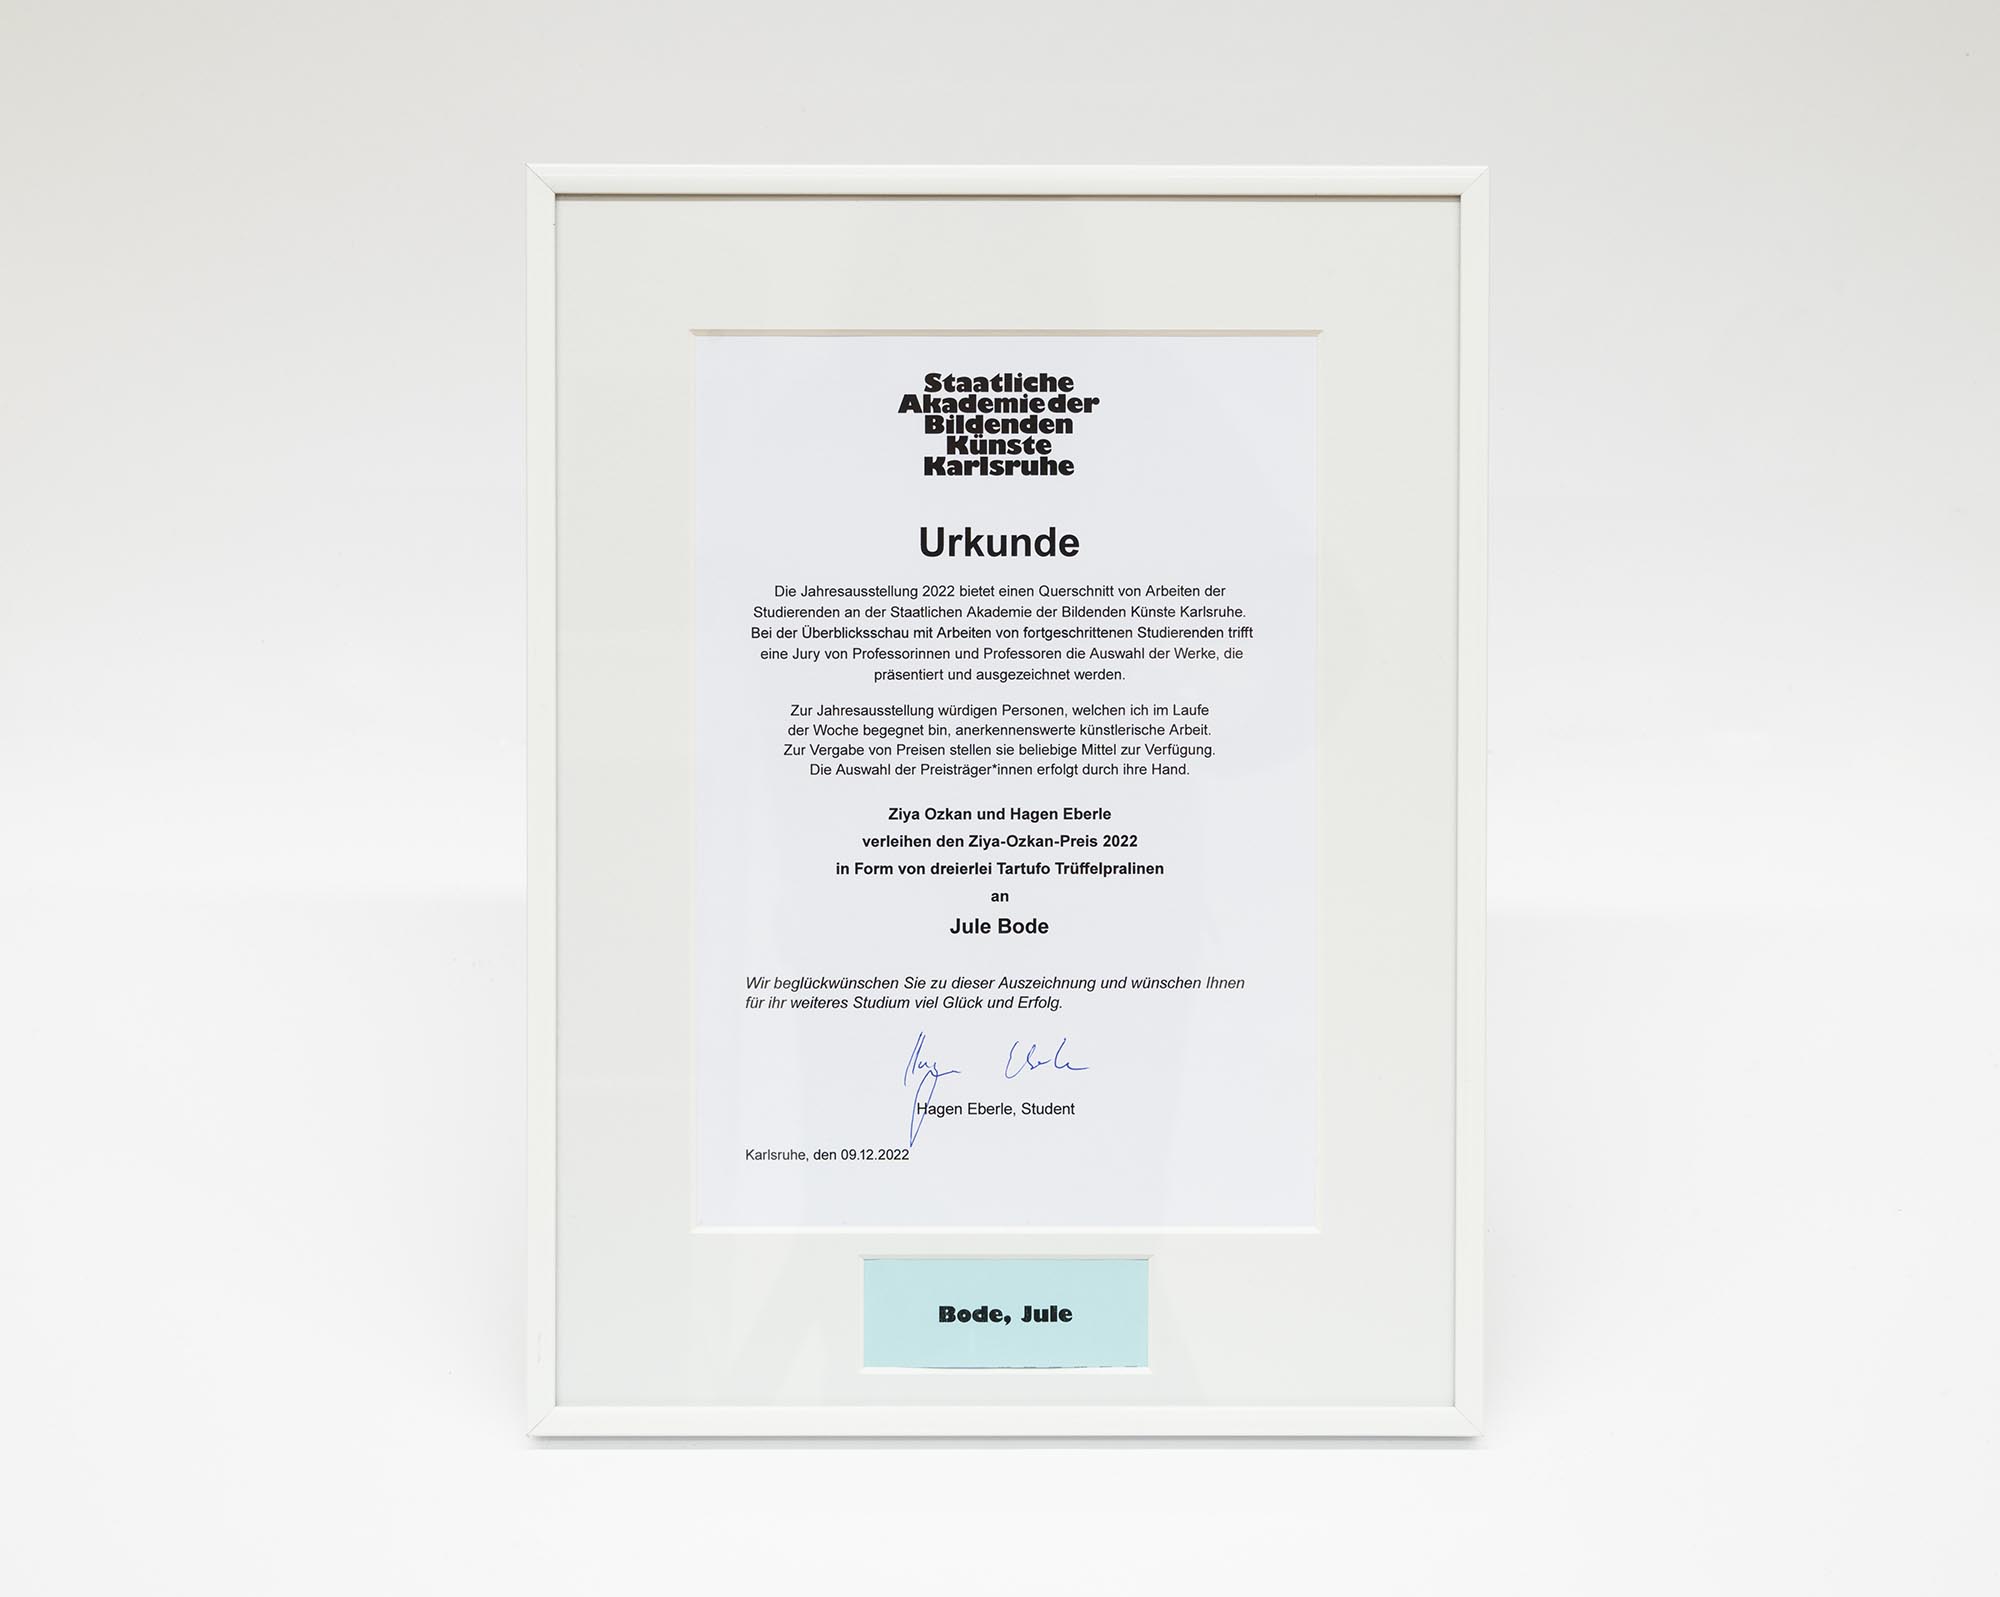 Staatliche
Akademie der
Bildenden
Künste
Karlsruhe
Urkunde
Die Jahresausstellung 2022 bietet einen Querschnitt von Arbeiten der
Studierenden an der Staatlichen Akademie der Bildenden Künste Karlsruhe.
Bei der Überblicksschau mit Arbeiten von fortgeschrittenen Studierenden trifft
eine Jury von Professorinnen und Professoren die Auswahl der Werke, die
präsentiert und ausgezeichnet werden.
Zur Jahresausstellung würdigen Personen, welchen ich im Laufe
der Woche begegnet bin, anerkennenswerte künstlerische Arbeit.
Zur Vergabe von Preisen stellen sie beliebige Mittel zur Verfügung.
Die Auswahl der Preisträger*innen erfolgt durch ihre Hand.
Ziya Ozkan und Hagen Eberle
verleihen den Ziya-Ozkan-Preis 2022
in Form von dreierlei Tartufo Trüffelpralinen
an
Jule Bode
Wir beglückwünschen Sie zu dieser Auszeichnung und wünschen Ihnen
für ihr weiteres Studium viel Glück und Erfolg.
Hagen Eberle
Hagen Eberle, Student
Karlsruhe, den 09.12.2022
Bode, Jule